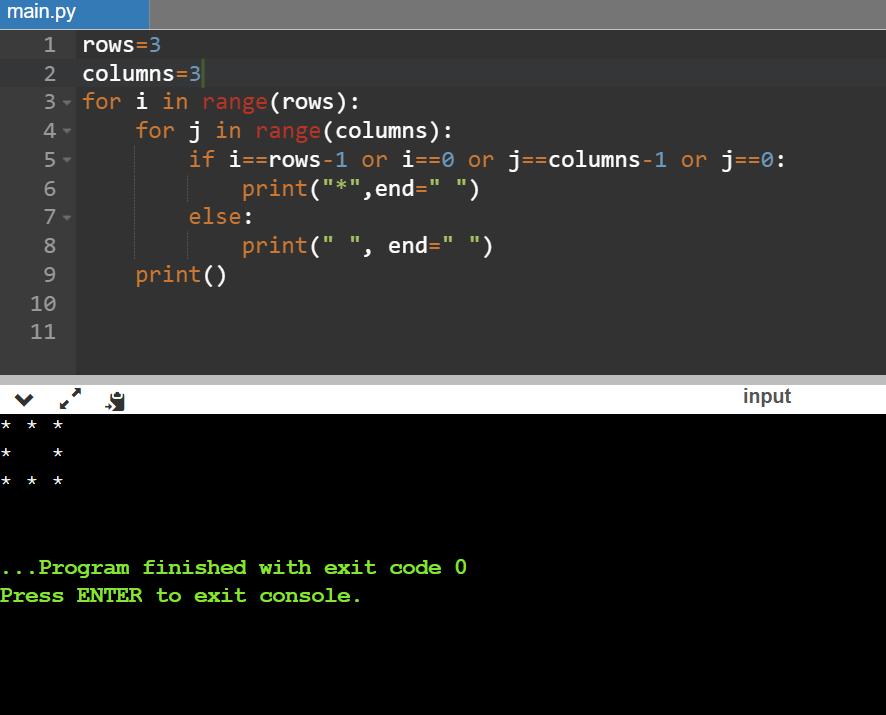 main.py
1 rows=3
2 columns=3
3 for i in range(rows):
4     for j in range(columns):
5         if i==rows-1 or i==0 or j==columns-1 or j==0:
6             print("*",end=" ")
7         else:
8             print(" ", end=" ")
9     print()
10
11
input
* * *
*   *
* * *
...Program finished with exit code 0
Press ENTER to exit console.